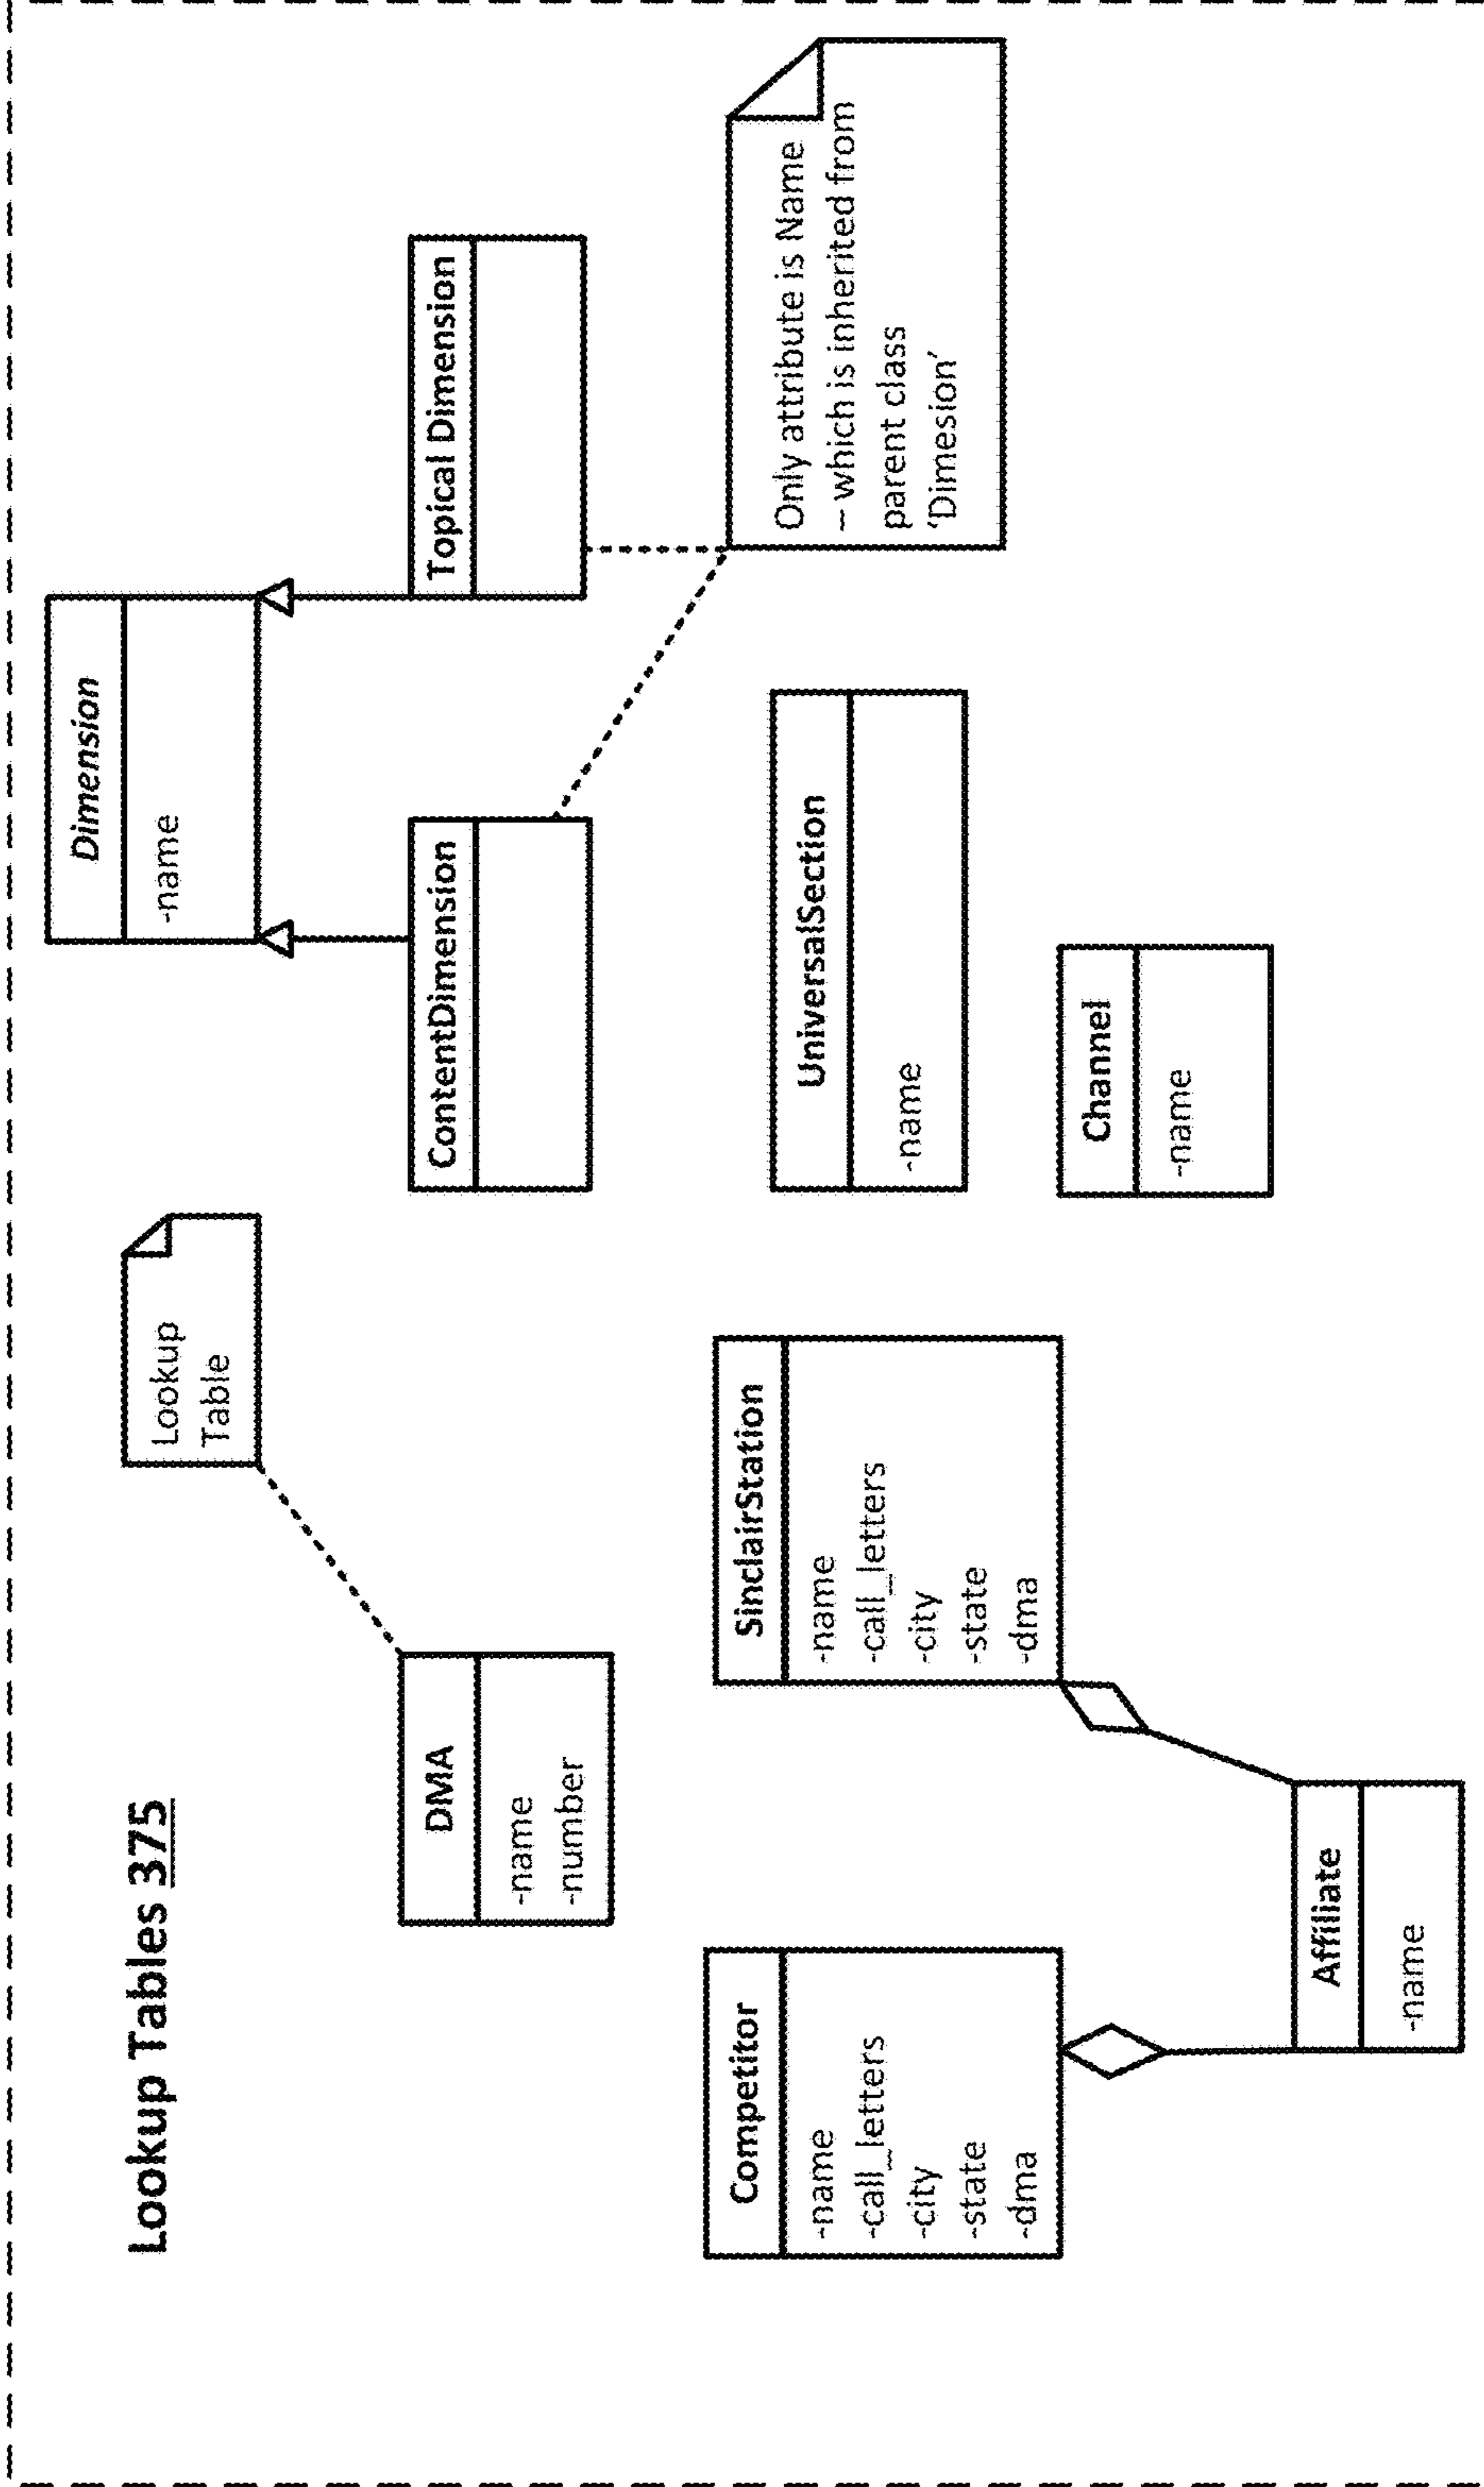 Lookup Tables 375
Lookup
Table
Dimension
-name
DMA
-name
-number
ContentDimension
Topical Dimension
Competitor
-name
-call_letters
-city
-state
-dma
SinclairStation
-name
-call_letters
-city
-state
-dma
UniversalSection
-name
Only attribute is Name
– which is inherited from
parent class
‘Dimesion’
Channel
-name
Affiliate
-name